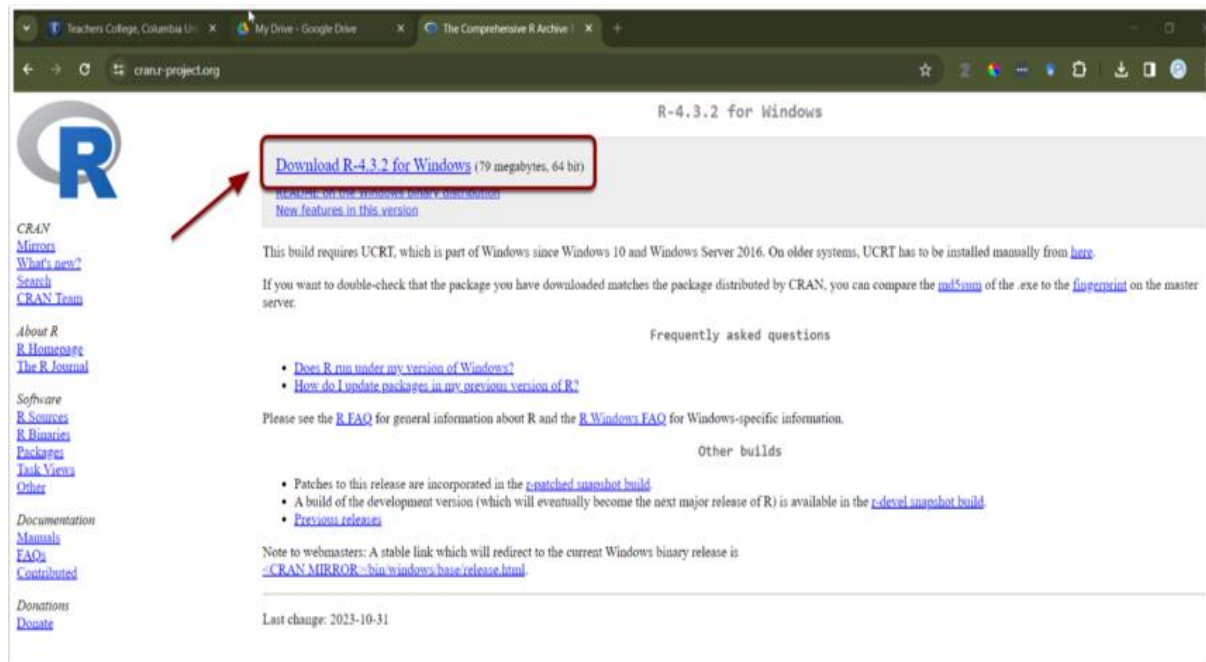 Teachers College, Columbia Un
My Drive - Google Drive
The Comprehensive R Archive
cran.r-project.org
R
CRAN
Mirrors
What's new?
Search
CRAN Team
About R
R Homepage
The R Journal
Software
R Sources
R Binaries
Packages
Task Views
Other
Documentation
Manuals
FAQs
Contributed
Donations
Donate
R-4.3.2 for Windows
Download R-4.3.2 for Windows (79 megabytes, 64 bit)
README on the Windows binary distribution
New features in this version
This build requires UCRT, which is part of Windows since Windows 10 and Windows Server 2016. On older systems, UCRT has to be installed manually from here.
If you want to double-check that the package you have downloaded matches the package distributed by CRAN, you can compare the md5sum of the .exe to the fingerprint on the master
server.
Frequently asked questions
• Does R run under my version of Windows?
• How do I update packages in my previous version of R?
Please see the R FAQ for general information about R and the R Windows FAQ for Windows-specific information.
Other builds
• Patches to this release are incorporated in the r-patched snapshot build.
• A build of the development version (which will eventually become the next major release of R) is available in the r-devel snapshot build.
• Previous releases
Note to webmasters: A stable link which will redirect to the current Windows binary release is
<CRAN MIRROR>/bin/windows/base/release.html.
Last change: 2023-10-31